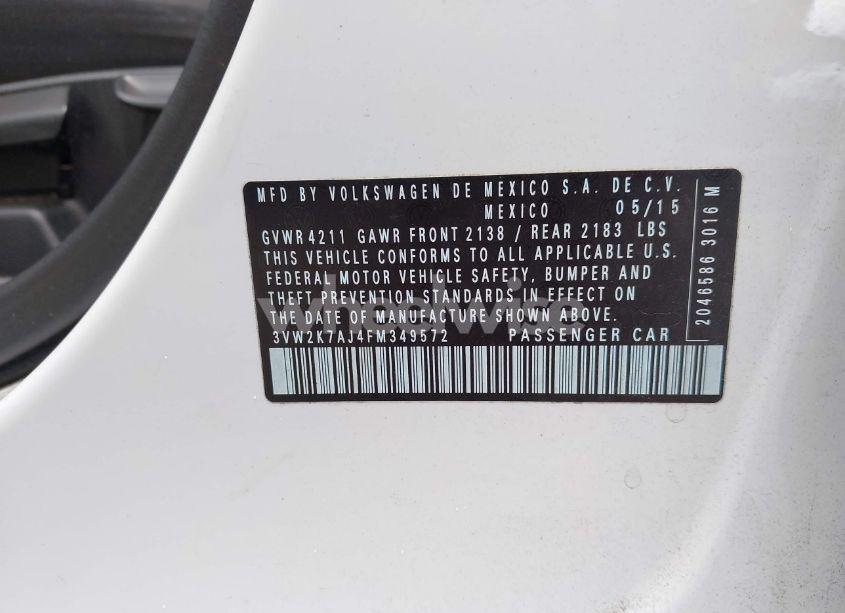 MFD BY VOLKSWAGEN DE MEXICO S.A. DE C.V.
MEXICO 05/15
GVWR 4211 GAWR FRONT 2138 / REAR 2183 LBS
THIS VEHICLE CONFORMS TO ALL APPLICABLE U.S.
FEDERAL MOTOR VEHICLE SAFETY, BUMPER AND
THEFT PREVENTION STANDARDS IN EFFECT ON
THE DATE OF MANUFACTURE SHOWN ABOVE.
3VW2K7AJ4FM349572 PASSENGER CAR
2046586 3016 M
wheelwise